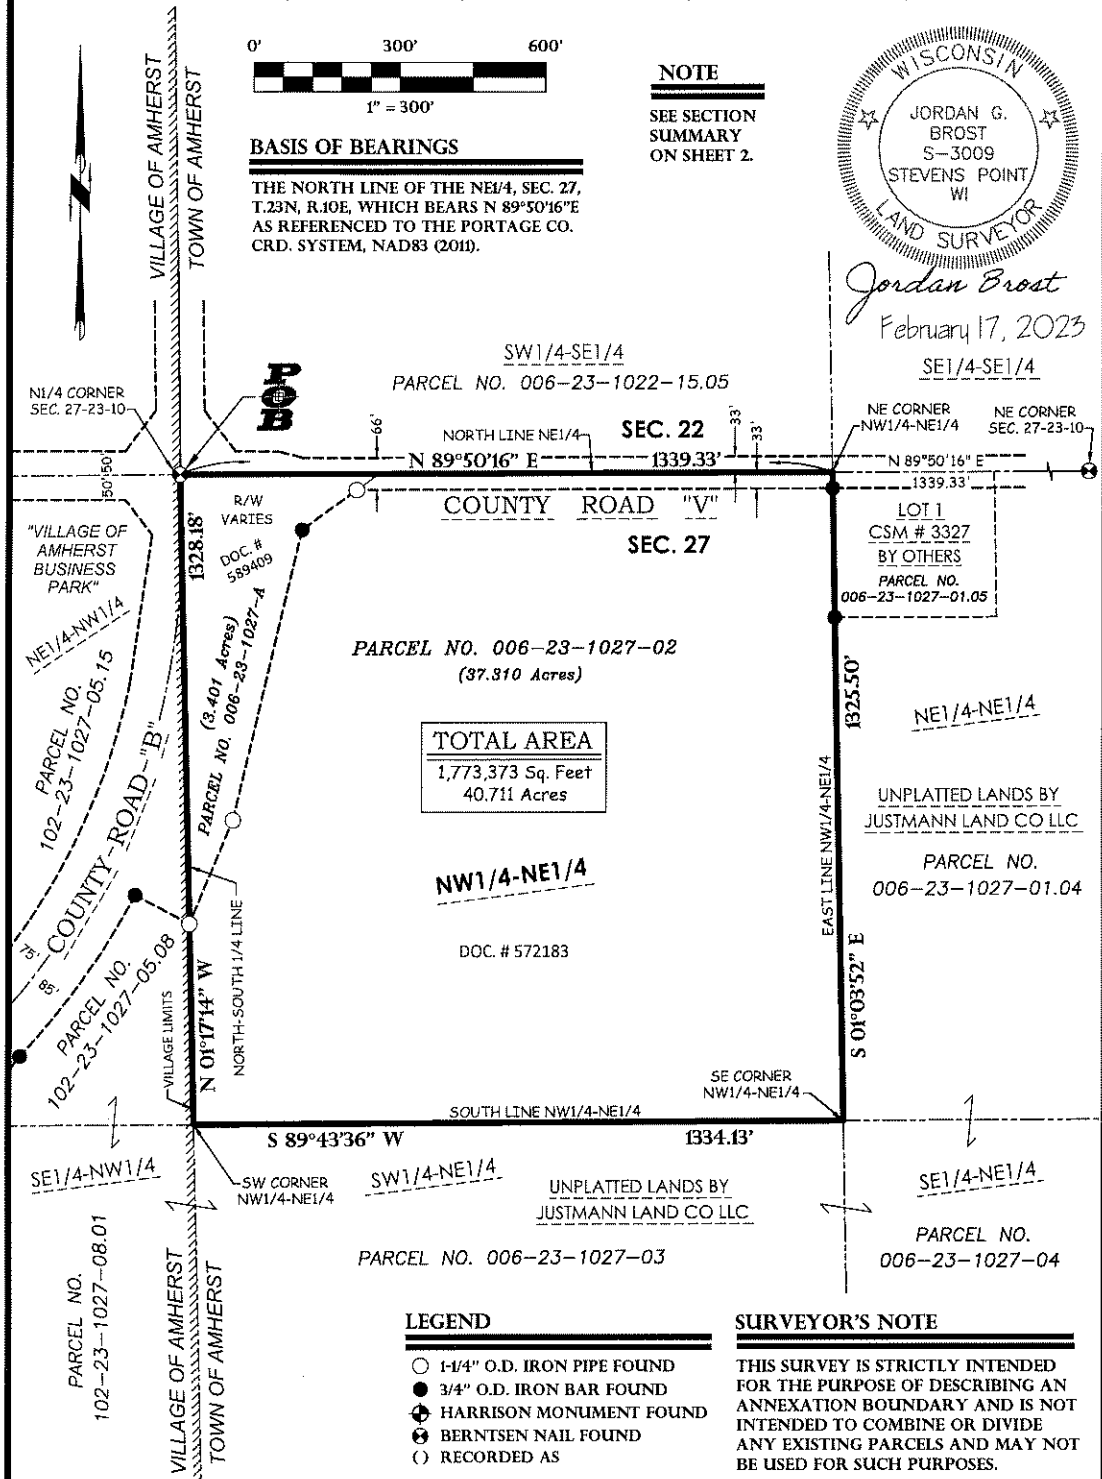 0' 300' 600'
1" = 300'
BASIS OF BEARINGS
THE NORTH LINE OF THE NE1/4, SEC. 27,
T.23N, R.10E, WHICH BEARS N 89°50'16"E
AS REFERENCED TO THE PORTAGE CO.
CRD. SYSTEM, NAD83 (2011).
NOTE
SEE SECTION
SUMMARY
ON SHEET 2.
WISCONSIN
JORDAN G.
BROST
S-3009
STEVENS POINT
WI
LAND SURVEYOR
Jordan Brost
February 17, 2023
VILLAGE OF AMHERST
TOWN OF AMHERST
SW1/4-SE1/4
PARCEL NO. 006-23-1022-15.05
SE1/4-SE1/4
N1/4 CORNER
SEC. 27-23-10
POB
66'
NORTH LINE NE1/4
SEC. 22
33'
33'
NE CORNER
NW1/4-NE1/4
NE CORNER
SEC. 27-23-10
N 89°50'16" E 1339.33'
N 89°50'16" E
1339.33'
50'
50'
R/W
VARIES
DOC. #
589409
COUNTY ROAD "V"
SEC. 27
LOT 1
CSM # 3327
BY OTHERS
PARCEL NO.
006-23-1027-01.05
"VILLAGE OF
AMHERST
BUSINESS
PARK"
NE1/4-NW1/4
PARCEL NO.
102-23-1027-05.15
COUNTY ROAD "B"
1328.18'
(3.401 Acres)
PARCEL NO. 006-23-1027-A
PARCEL NO. 006-23-1027-02
(37.310 Acres)
TOTAL AREA
1,773,373 Sq. Feet
40.711 Acres
1325.50'
NE1/4-NE1/4
EAST LINE NW1/4-NE1/4
UNPLATTED LANDS BY
JUSTMANN LAND CO LLC
PARCEL NO.
006-23-1027-01.04
NW1/4-NE1/4
DOC. # 572183
75'
85'
PARCEL NO.
102-23-1027-05.08
VILLAGE LIMITS
N 01°17'14" W
NORTH-SOUTH 1/4 LINE
S 01°03'52" E
SE CORNER
NW1/4-NE1/4
SOUTH LINE NW1/4-NE1/4
S 89°43'36" W 1334.13'
SE1/4-NW1/4
SW CORNER
NW1/4-NE1/4
SW1/4-NE1/4
UNPLATTED LANDS BY
JUSTMANN LAND CO LLC
SE1/4-NE1/4
PARCEL NO.
102-23-1027-08.01
VILLAGE OF AMHERST
TOWN OF AMHERST
PARCEL NO. 006-23-1027-03
PARCEL NO.
006-23-1027-04
LEGEND
1-1/4" O.D. IRON PIPE FOUND
3/4" O.D. IRON BAR FOUND
HARRISON MONUMENT FOUND
BERNTSEN NAIL FOUND
() RECORDED AS
SURVEYOR'S NOTE
THIS SURVEY IS STRICTLY INTENDED
FOR THE PURPOSE OF DESCRIBING AN
ANNEXATION BOUNDARY AND IS NOT
INTENDED TO COMBINE OR DIVIDE
ANY EXISTING PARCELS AND MAY NOT
BE USED FOR SUCH PURPOSES.